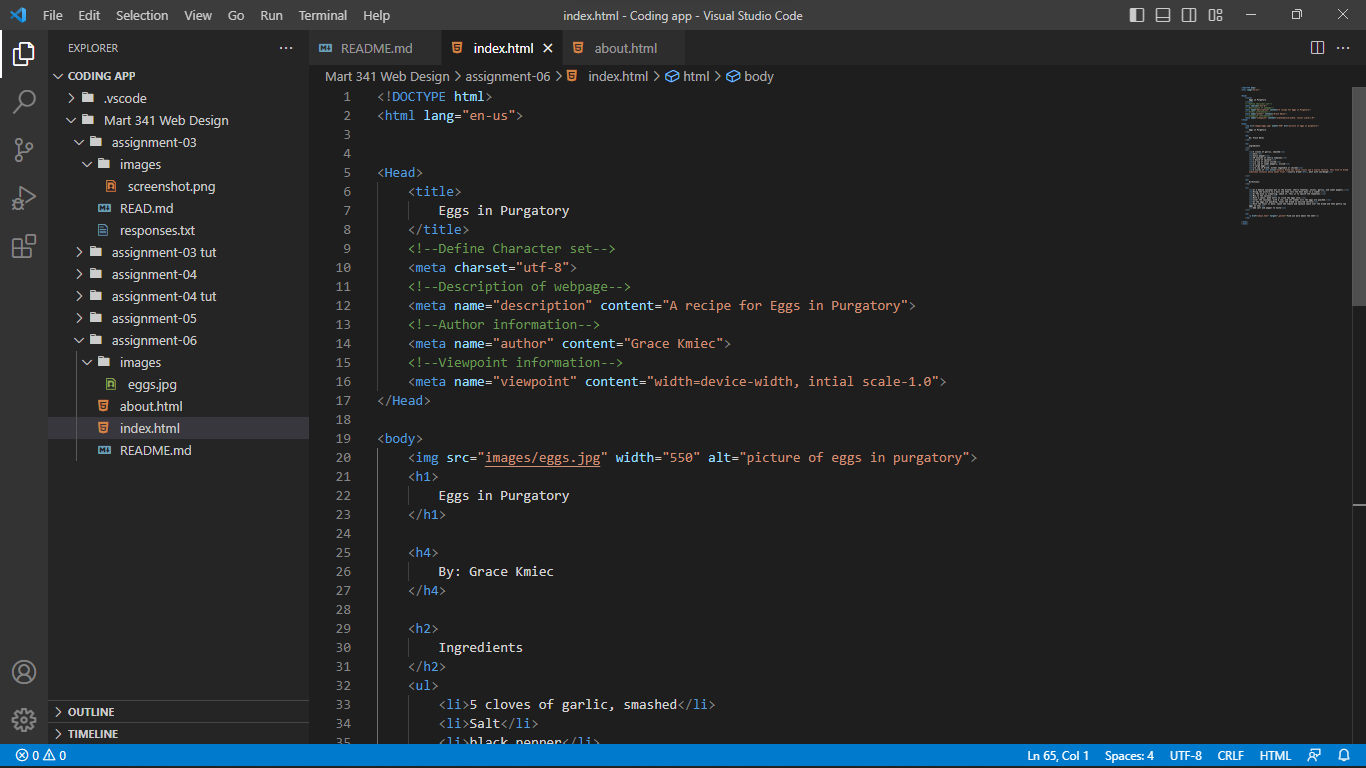 File Edit Selection View Go Run Terminal Help index.html - Coding app - Visual Studio Code
EXPLORER
CODING APP
.vscode
Mart 341 Web Design
assignment-03
images
screenshot.png
READ.md
responses.txt
assignment-03 tut
assignment-04
assignment-04 tut
assignment-05
assignment-06
images
eggs.jpg
about.html
index.html
README.md
OUTLINE
TIMELINE
README.md index.html about.html
Mart 341 Web Design > assignment-06 > index.html > html > body
1 <!DOCTYPE html>
2 <html lang="en-us">
3
4
5 <Head>
6 <title>
7 Eggs in Purgatory
8 </title>
9 <!--Define Character set-->
10 <meta charset="utf-8">
11 <!--Description of webpage-->
12 <meta name="description" content="A recipe for Eggs in Purgatory">
13 <!--Author information-->
14 <meta name="author" content="Grace Kmiec">
15 <!--Viewpoint information-->
16 <meta name="viewpoint" content="width=device-width, intial scale-1.0">
17 </Head>
18
19 <body>
20 <img src="images/eggs.jpg" width="550" alt="picture of eggs in purgatory">
21 <h1>
22 Eggs in Purgatory
23 </h1>
24
25 <h4>
26 By: Grace Kmiec
27 </h4>
28
29 <h2>
30 Ingredients
31 </h2>
32 <ul>
33 <li>5 cloves of garlic, smashed</li>
34 <li>Salt</li>
35 <li>black pepper</li>
0 0 Ln 65, Col 1 Spaces: 4 UTF-8 CRLF HTML